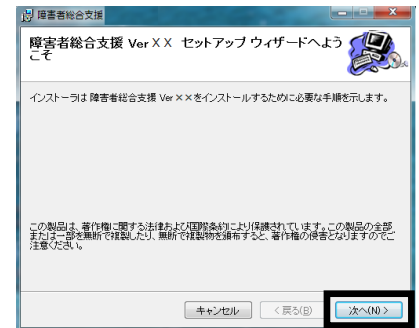 障害者総合支援
障害者総合支援 Ver X X セットアップ ウィザードへよう
こそ
インストーラは 障害者総合支援 Ver ××をインストールするために必要な手順を示します。
この製品は、著作権に関する法律および国際条約により保護されています。この製品の全部
または一部を無断で複製したり、無断で複製物を頒布すると、著作権の侵害となりますのでご
注意ください。
キャンセル
< 戻る(B)
次へ(N) >